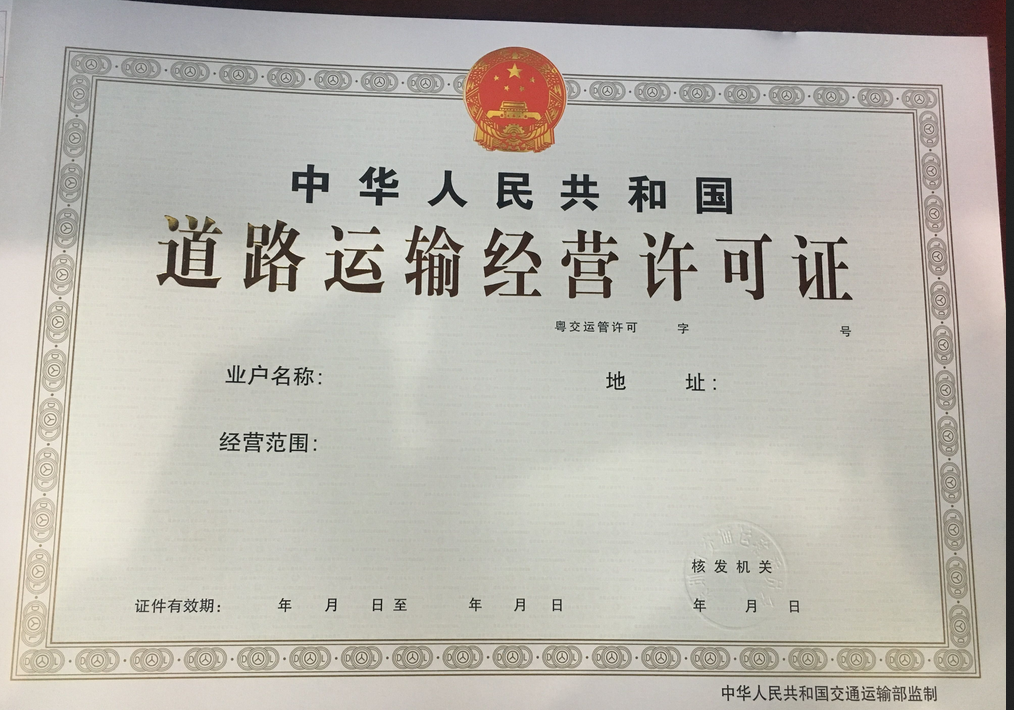 中华人民共和国
道路运输经营许可证
粤交运管许可 字 号
业户名称: 地 址:
经营范围:
核发机关
证件有效期: 年 月 日至 年 月 日 年 月 日
中华人民共和国交通运输部监制